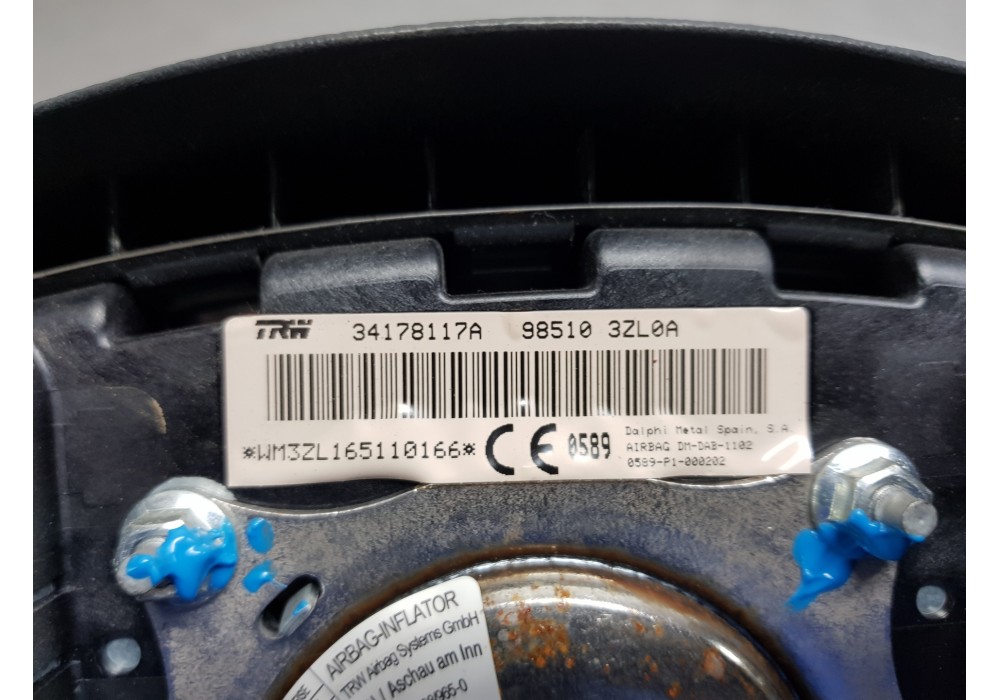 TRW 34178117A 98510 3ZL0A
*WM3ZL165110166* CE 0589
Dalphi Metal Spain, S.A
AIRBAG DM-DAB-1102
0589-P1-000202
AIRBAG-INFLATOR
TRW Airbag Systems GmbH
Aschau am Inn